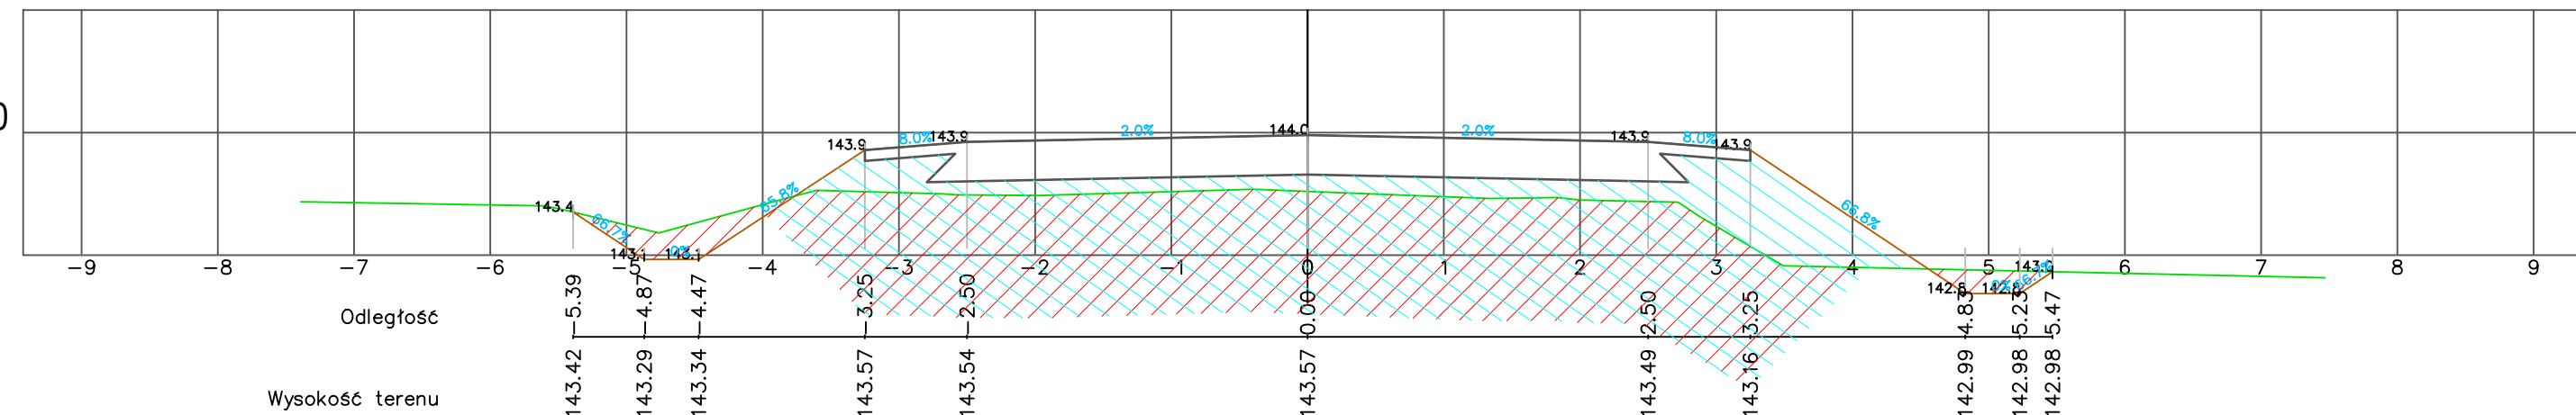 0
143.9 8.0% 143.9 2.0% 144.0 2.0% 143.9 8.0% 143.9
143.4 66.7% 65.8% 66.8%
143.1 0% 143.1 142.8 0% 142.8 66.7% 143.1
-9 -8 -7 -6 -5 -4 -3 -2 -1 0 1 2 3 4 5 6 7 8 9
Odległość -5.39 -4.87 -4.47 -3.25 -2.50 0.00 2.50 3.25 4.83 5.23 5.47
Wysokość terenu 143.42 143.29 143.34 143.57 143.54 143.57 143.49 143.16 142.99 142.98 142.98